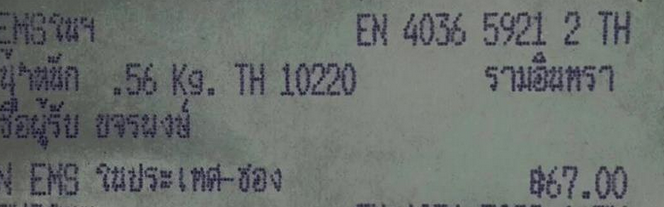 EMSในฯ EN 4036 5921 2 TH
น้ำหนัก .56 Kg. TH 10220 รามอินทรา
ชื่อผู้รับ ขจรยงษ์
N EMS ในประเทศ-ซอง ฿67.00